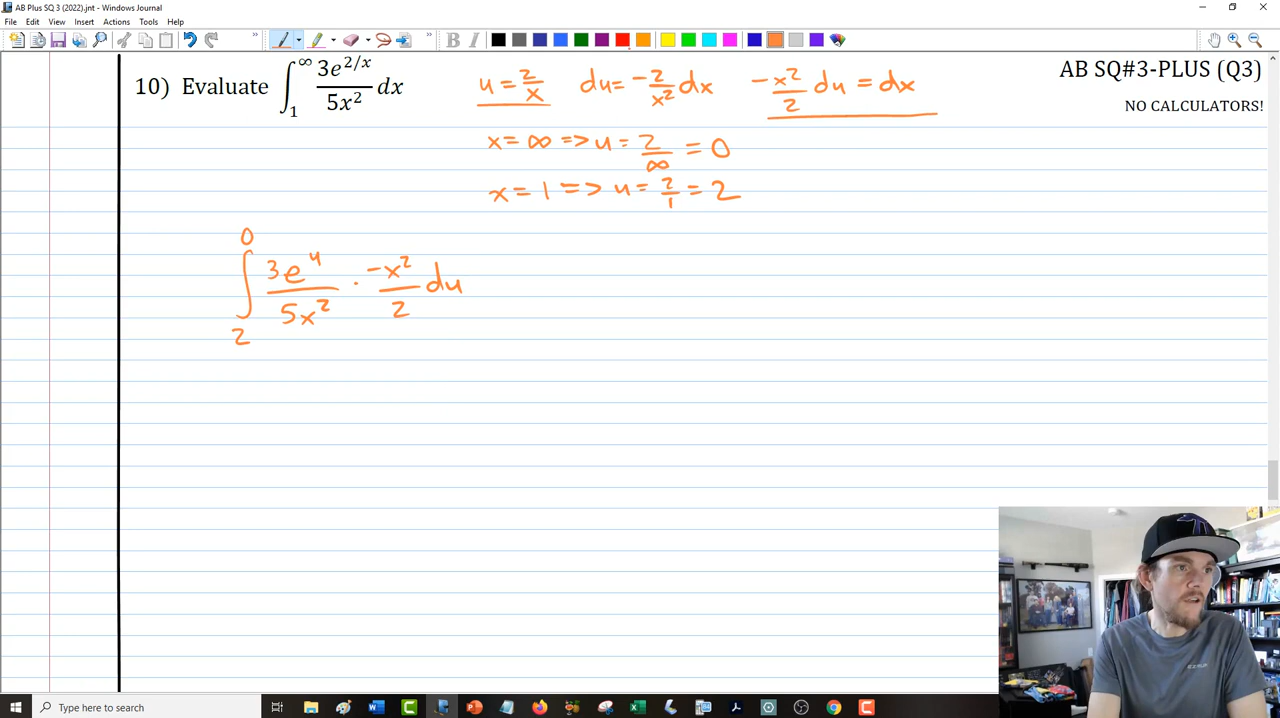 AB Plus SQ 3 (2022).jnt - Windows Journal
File Edit View Insert Actions Tools Help
10) Evaluate ∫₁^∞ 3e^(2/x) / 5x² dx
u = 2/x   du = -2/x² dx   -x²/2 du = dx
AB SQ#3-PLUS (Q3)
NO CALCULATORS!
x = ∞ => u = 2/∞ = 0
x = 1 => u = 2/1 = 2
∫₂^0 3e^u / 5x² · -x²/2 du
Type here to search